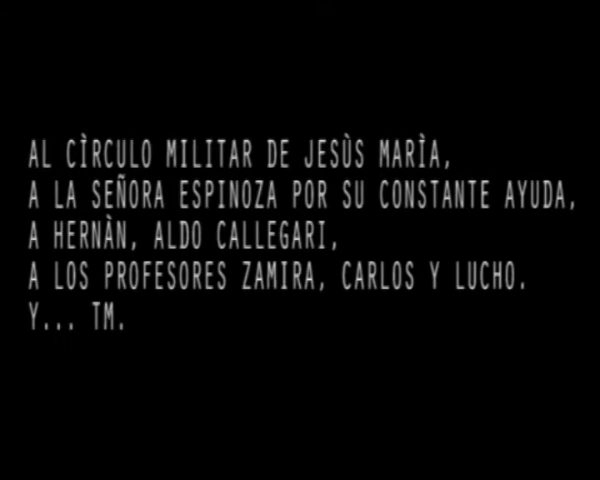 AL CÌRCULO MILITAR DE JESÙS MARÌA,
A LA SEÑORA ESPINOZA POR SU CONSTANTE AYUDA,
A HERNÀN, ALDO CALLEGARI,
A LOS PROFESORES ZAMIRA, CARLOS Y LUCHO.
Y... TM.